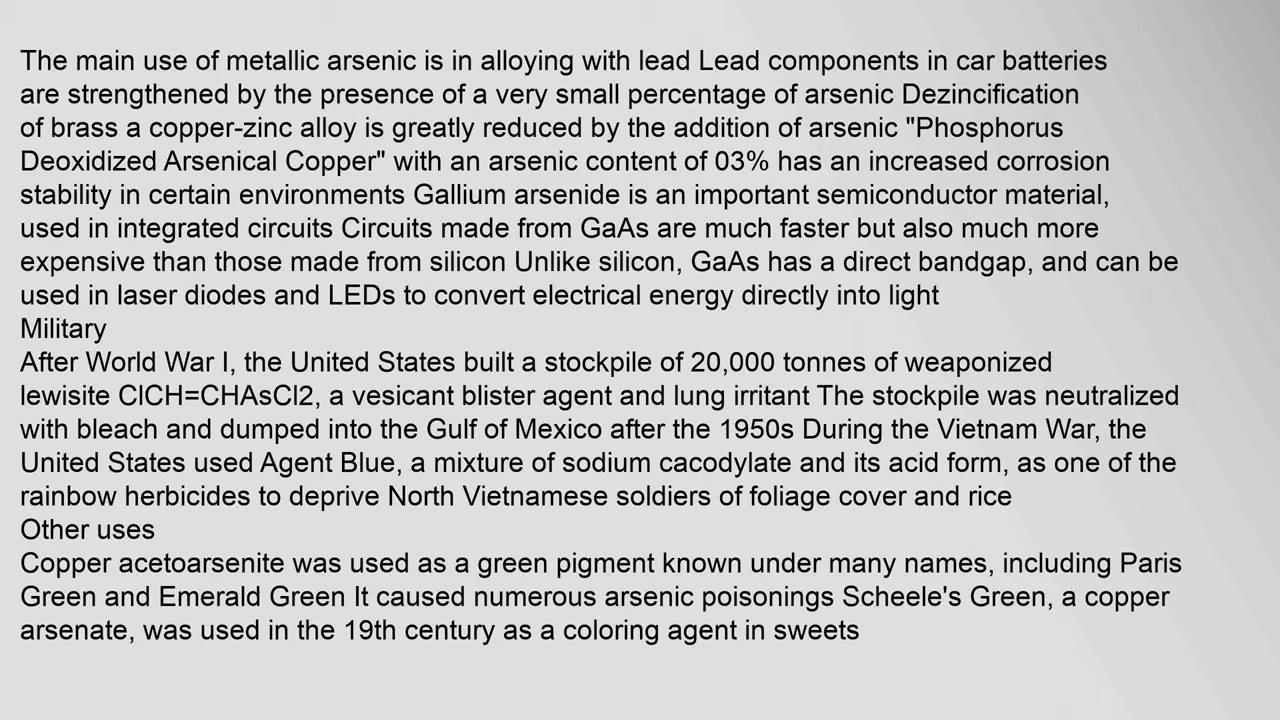 The main use of metallic arsenic is in alloying with lead Lead components in car batteries
are strengthened by the presence of a very small percentage of arsenic Dezincification
of brass a copper-zinc alloy is greatly reduced by the addition of arsenic "Phosphorus
Deoxidized Arsenical Copper" with an arsenic content of 03% has an increased corrosion
stability in certain environments Gallium arsenide is an important semiconductor material,
used in integrated circuits Circuits made from GaAs are much faster but also much more
expensive than those made from silicon Unlike silicon, GaAs has a direct bandgap, and can be
used in laser diodes and LEDs to convert electrical energy directly into light
Military
After World War I, the United States built a stockpile of 20,000 tonnes of weaponized
lewisite ClCH=CHAsCl2, a vesicant blister agent and lung irritant The stockpile was neutralized
with bleach and dumped into the Gulf of Mexico after the 1950s During the Vietnam War, the
United States used Agent Blue, a mixture of sodium cacodylate and its acid form, as one of the
rainbow herbicides to deprive North Vietnamese soldiers of foliage cover and rice
Other uses
Copper acetoarsenite was used as a green pigment known under many names, including Paris
Green and Emerald Green It caused numerous arsenic poisonings Scheele's Green, a copper
arsenate, was used in the 19th century as a coloring agent in sweets